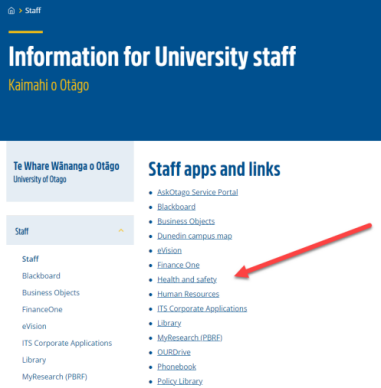 > Staff
Information for University staff
Kaimahi o Otāgo
Te Whare Wānanga o Otāgo
University of Otago
Staff
Staff
Blackboard
Business Objects
FinanceOne
eVision
ITS Corporate Applications
Library
MyResearch (PBRF)
Staff apps and links
AskOtago Service Portal
Blackboard
Business Objects
Dunedin campus map
eVision
Finance One
Health and safety
Human Resources
ITS Corporate Applications
Library
MyResearch (PBRF)
OURDrive
Phonebook
Policy Library